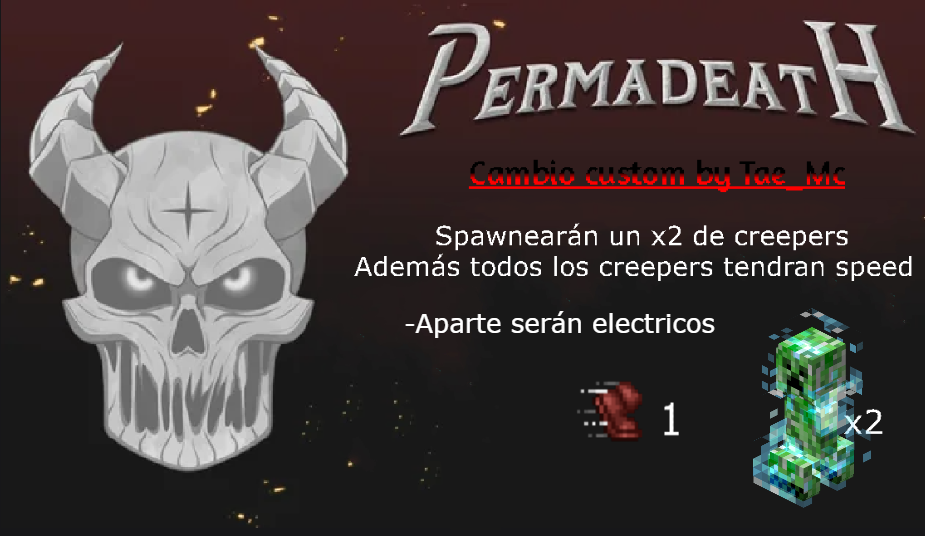 PERMADEATH
Cambio custom by Tae_Mc
Spawnearán un x2 de creepers
Además todos los creepers tendran speed
-Aparte serán electricos
1
x2